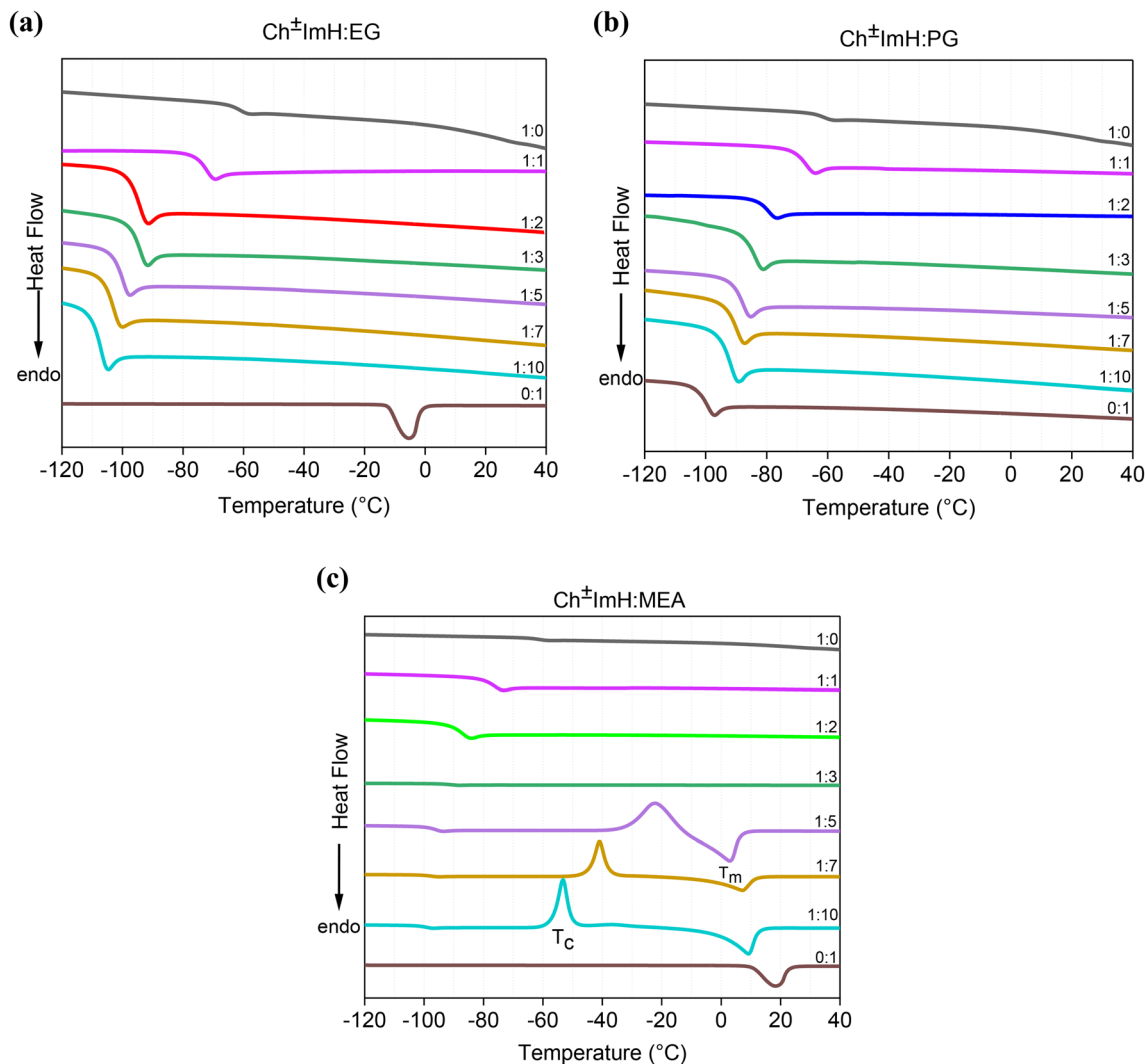 (a)
Ch±ImH:EG
1:0
1:1
1:2
1:3
1:5
1:7
1:10
0:1
Heat Flow
endo
-120 -100 -80 -60 -40 -20 0 20 40
Temperature (°C)
(b)
Ch±ImH:PG
1:0
1:1
1:2
1:3
1:5
1:7
1:10
0:1
Heat Flow
endo
-120 -100 -80 -60 -40 -20 0 20 40
Temperature (°C)
(c)
Ch±ImH:MEA
1:0
1:1
1:2
1:3
1:5
Tm
1:7
1:10
Tc
0:1
Heat Flow
endo
-120 -100 -80 -60 -40 -20 0 20 40
Temperature (°C)